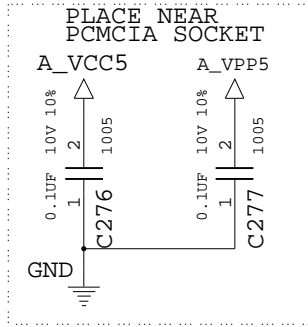 PLACE NEAR
PCMCIA SOCKET
A_VCC5
A_VPP5
0.1UF 10V 10%
1 2
1005
C276
0.1UF 10V 10%
1 2
1005
C277
GND